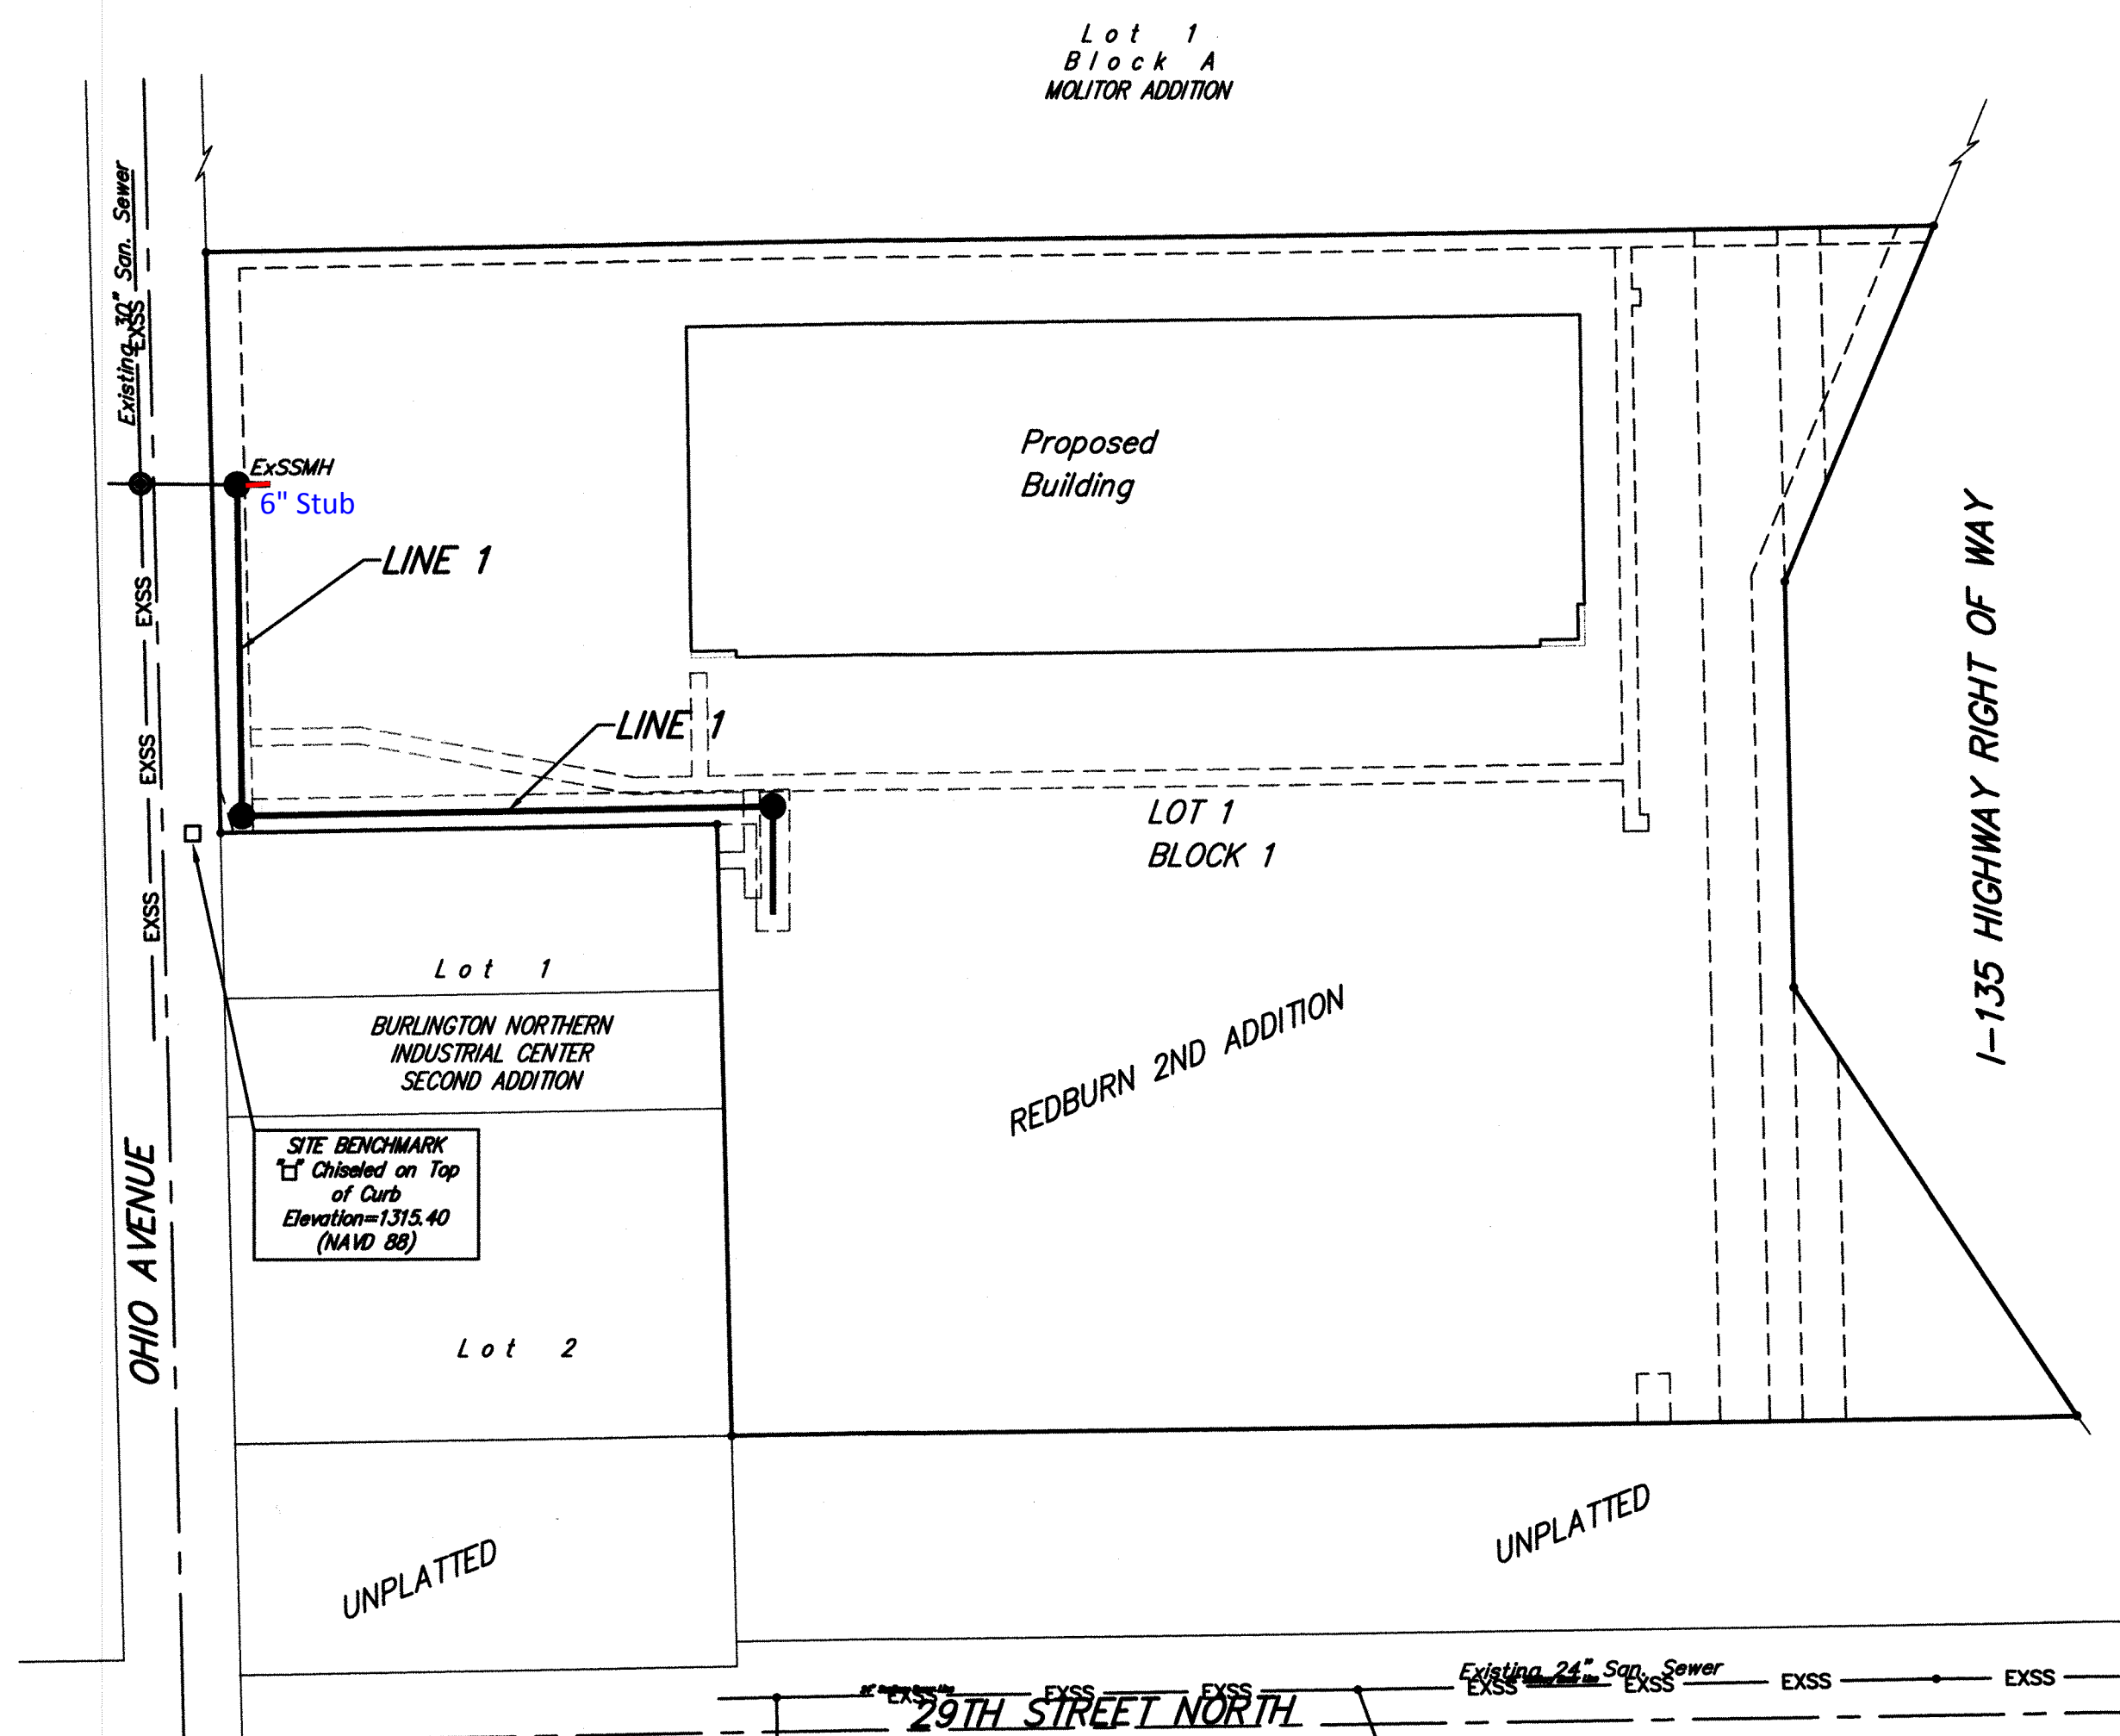 Lot 1
Block A
MOLITOR ADDITION
Existing 30" San. Sewer
EXSS
ExSSMH
6" Stub
Proposed
Building
LINE 1
EXSS
LINE 1
EXSS
LOT 1
BLOCK 1
EXSS
I-135 HIGHWAY RIGHT OF WAY
Lot 1
BURLINGTON NORTHERN
INDUSTRIAL CENTER
SECOND ADDITION
REDBURN 2ND ADDITION
SITE BENCHMARK
"□" Chiseled on Top
of Curb
Elevation=1315.40
(NAVD 88)
OHIO AVENUE
Lot 2
UNPLATTED
UNPLATTED
Existing 24" San. Sewer
EXSS EXSS EXSS EXSS EXSS EXSS EXSS
29TH STREET NORTH